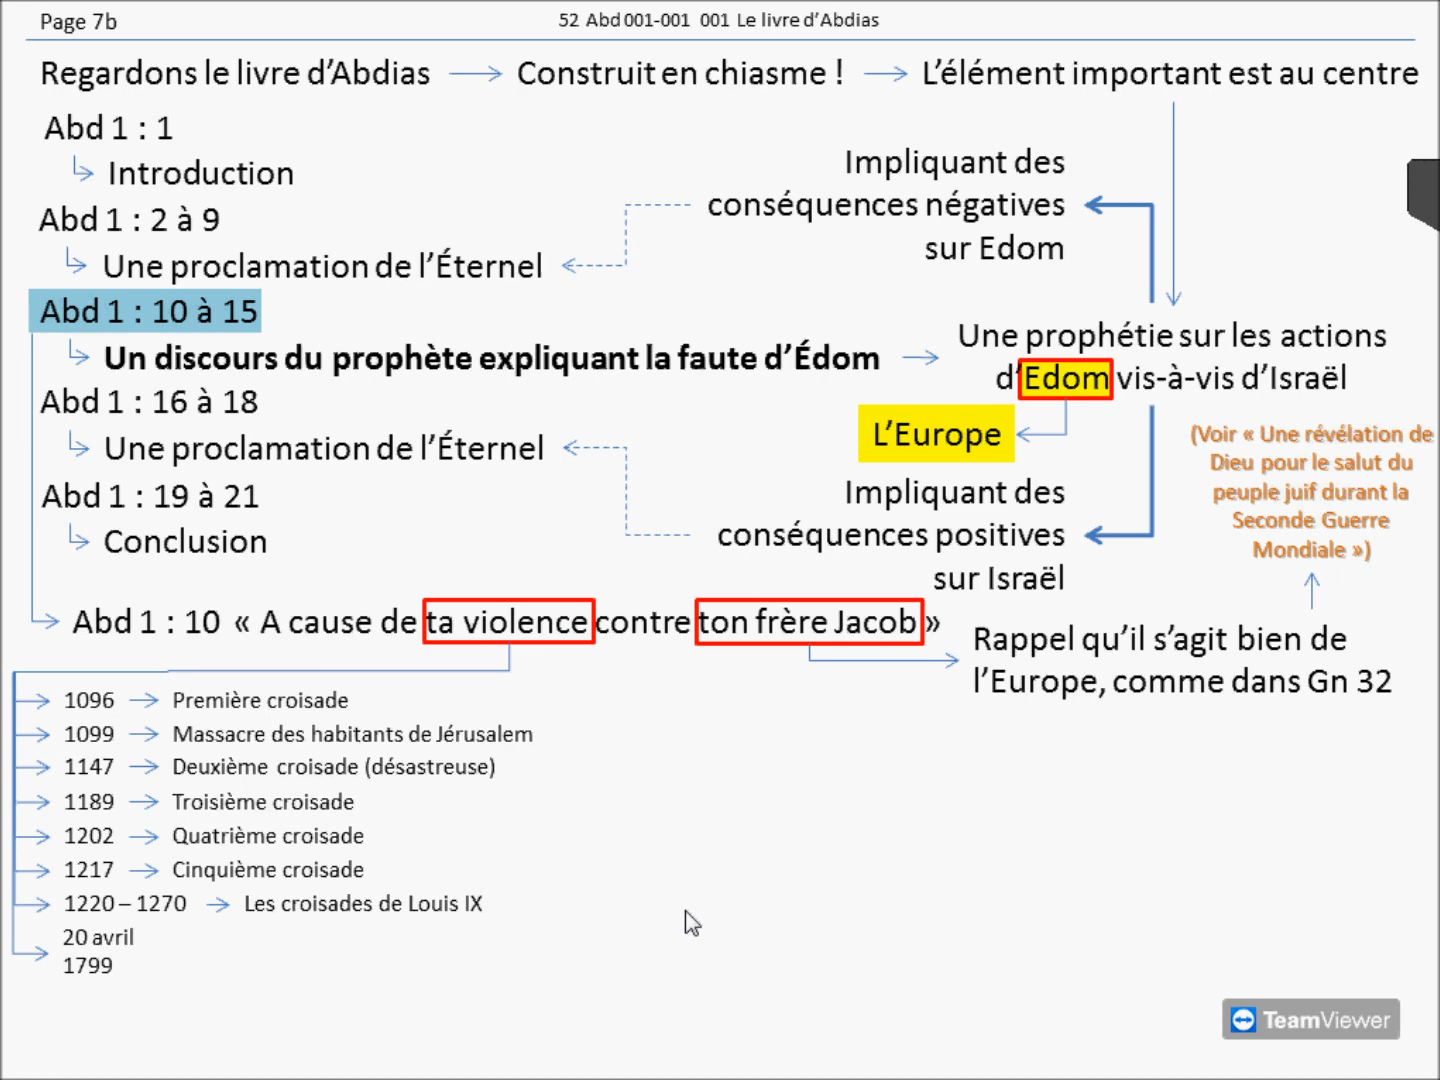 Page 7b
52 Abd 001-001 001 Le livre d'Abdias
Regardons le livre d'Abdias
Construit en chiasme !
L'élément important est au centre
Abd 1 : 1
Introduction
Abd 1 : 2 à 9
Une proclamation de l'Éternel
Impliquant des
conséquences négatives
sur Edom
Abd 1 : 10 à 15
Un discours du prophète expliquant la faute d'Édom
Une prophétie sur les actions
d'Edom vis-à-vis d'Israël
L'Europe
Abd 1 : 16 à 18
Une proclamation de l'Éternel
Impliquant des
conséquences positives
sur Israël
(Voir « Une révélation de
Dieu pour le salut du
peuple juif durant la
Seconde Guerre
Mondiale »)
Abd 1 : 19 à 21
Conclusion
Abd 1 : 10 « A cause de ta violence contre ton frère Jacob »
Rappel qu'il s'agit bien de
l'Europe, comme dans Gn 32
1096 Première croisade
1099 Massacre des habitants de Jérusalem
1147 Deuxième croisade (désastreuse)
1189 Troisième croisade
1202 Quatrième croisade
1217 Cinquième croisade
1220 – 1270 Les croisades de Louis IX
20 avril
1799
TeamViewer